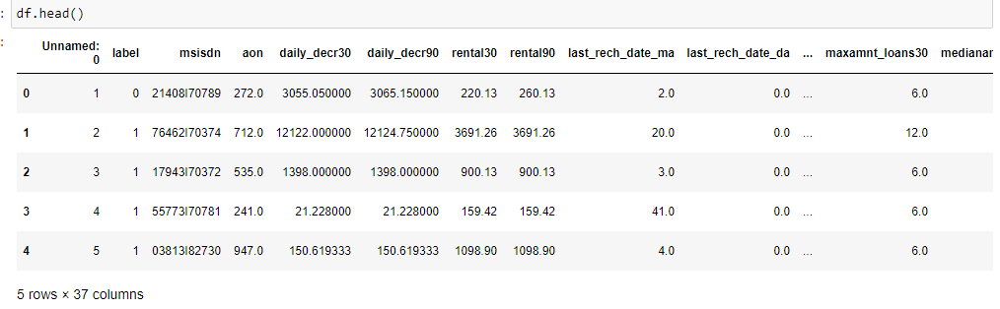 : df.head()
:
Unnamed: 0 label msisdn aon daily_decr30 daily_decr90 rental30 rental90 last_rech_date_ma last_rech_date_da ... maxamnt_loans30 medianar
0 1 0 21408I70789 272.0 3055.050000 3065.150000 220.13 260.13 2.0 0.0 ... 6.0
1 2 1 76462I70374 712.0 12122.000000 12124.750000 3691.26 3691.26 20.0 0.0 ... 12.0
2 3 1 17943I70372 535.0 1398.000000 1398.000000 900.13 900.13 3.0 0.0 ... 6.0
3 4 1 55773I70781 241.0 21.228000 21.228000 159.42 159.42 41.0 0.0 ... 6.0
4 5 1 03813I82730 947.0 150.619333 150.619333 1098.90 1098.90 4.0 0.0 ... 6.0
5 rows × 37 columns